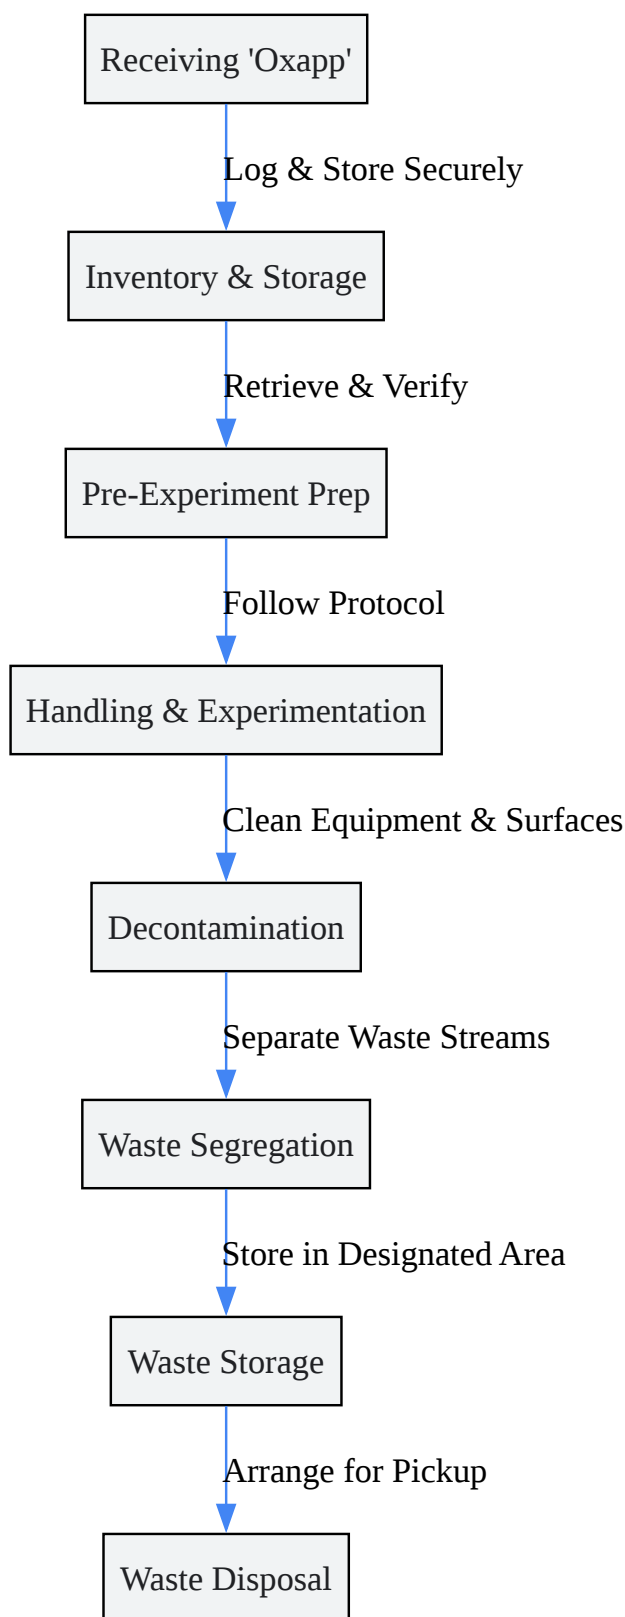 Receiving 'Oxapp'
Log & Store Securely
Inventory & Storage
Retrieve & Verify
Pre-Experiment Prep
Follow Protocol
Handling & Experimentation
Clean Equipment & Surfaces
Decontamination
Separate Waste Streams
Waste Segregation
Store in Designated Area
Waste Storage
Arrange for Pickup
Waste Disposal